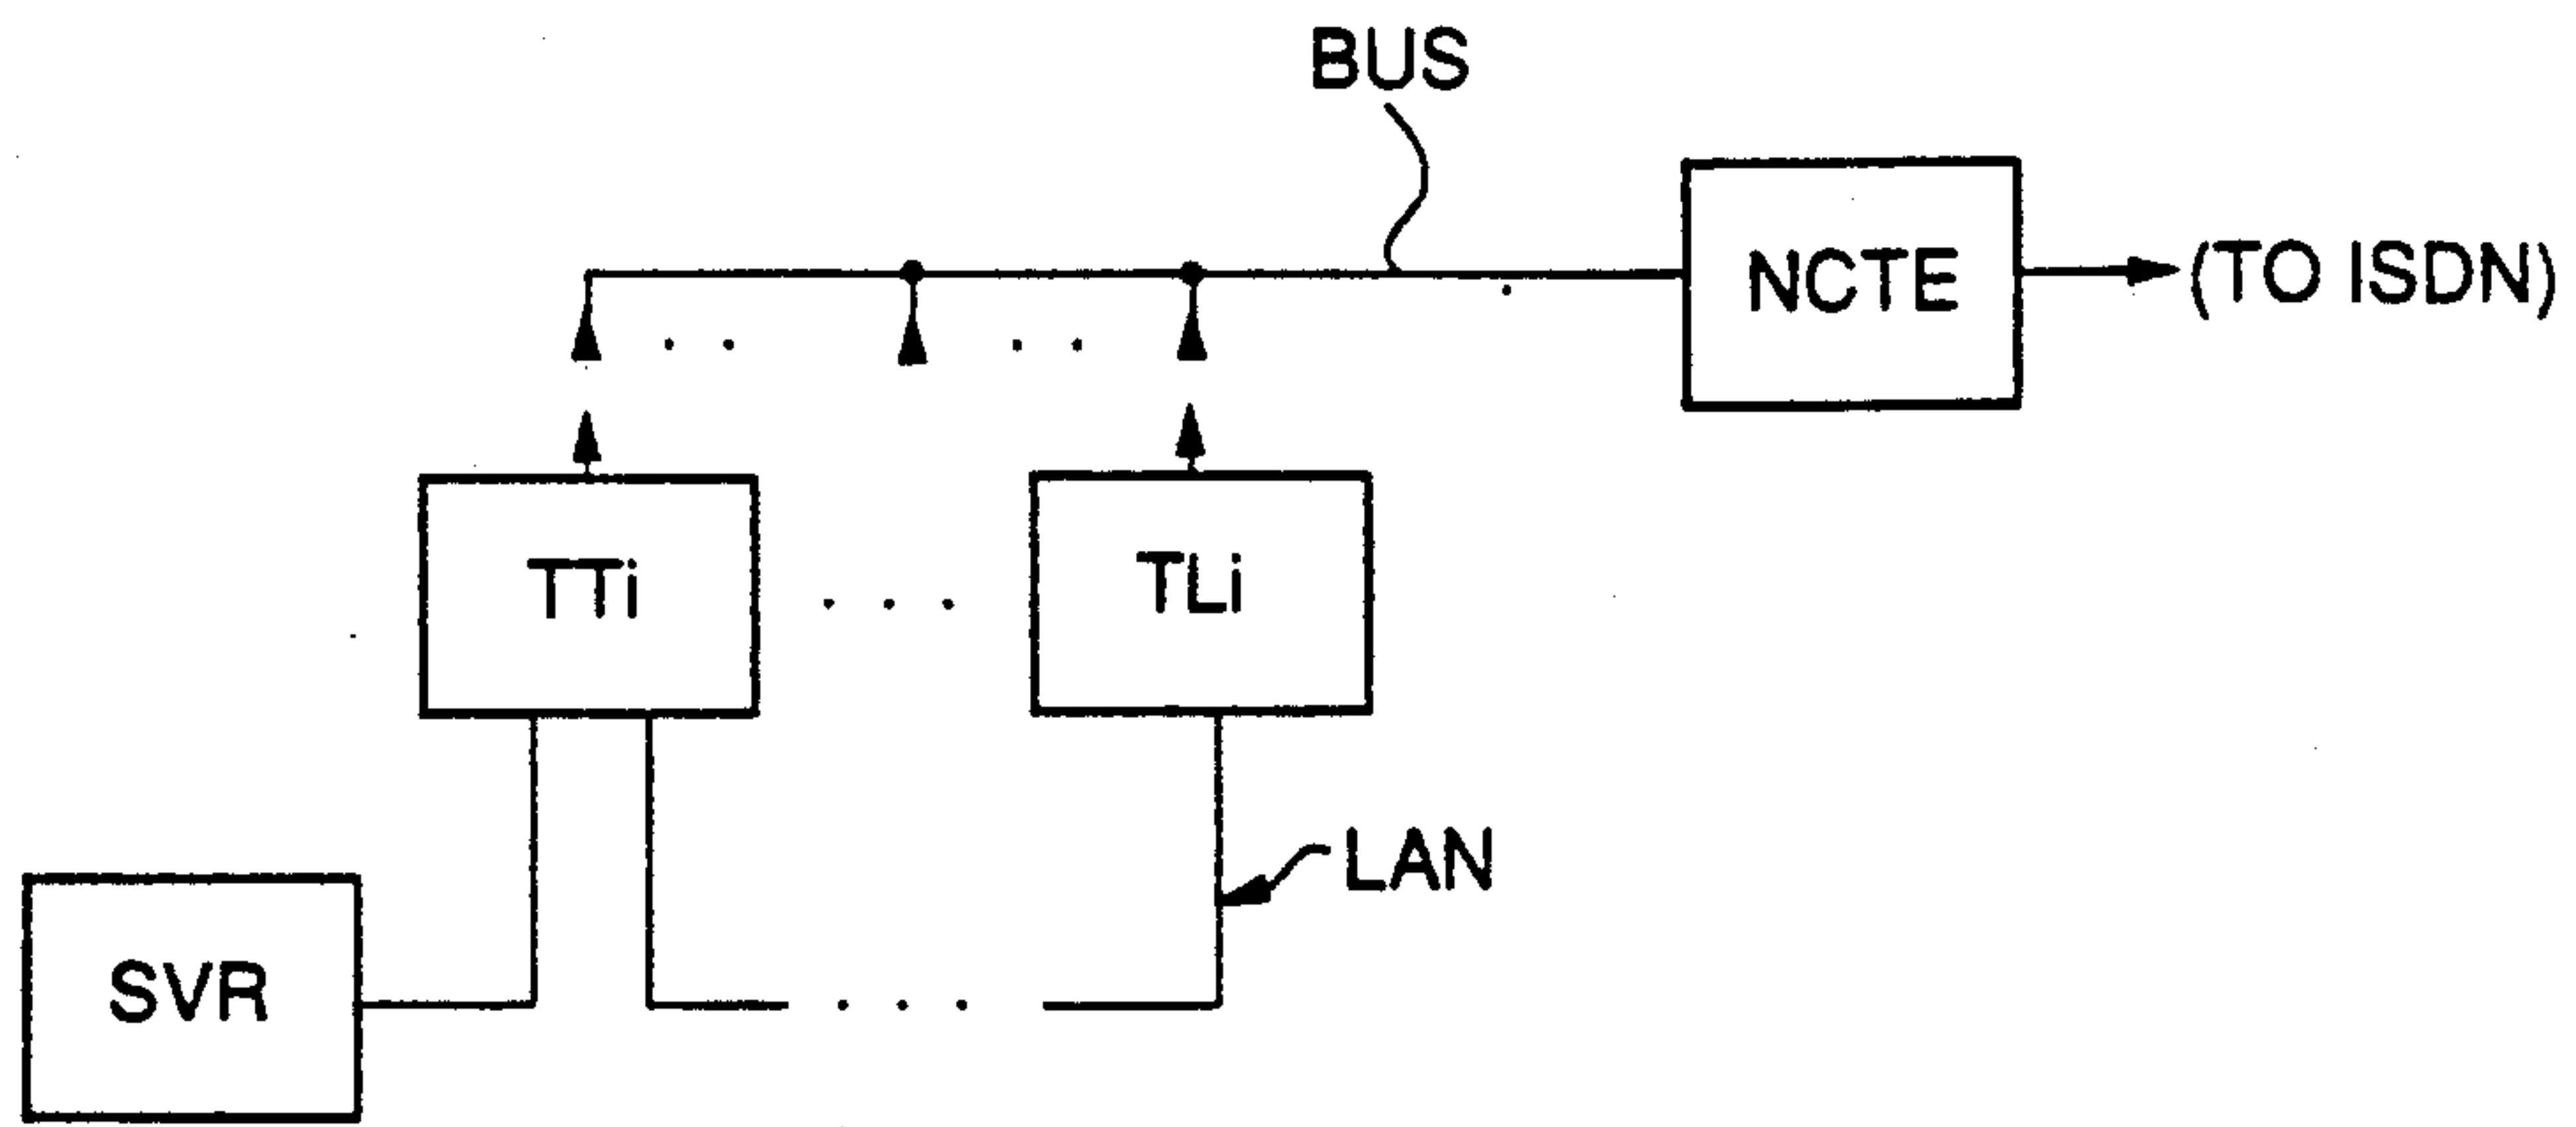 BUS
NCTE
(TO ISDN)
TTi
TLi
LAN
SVR